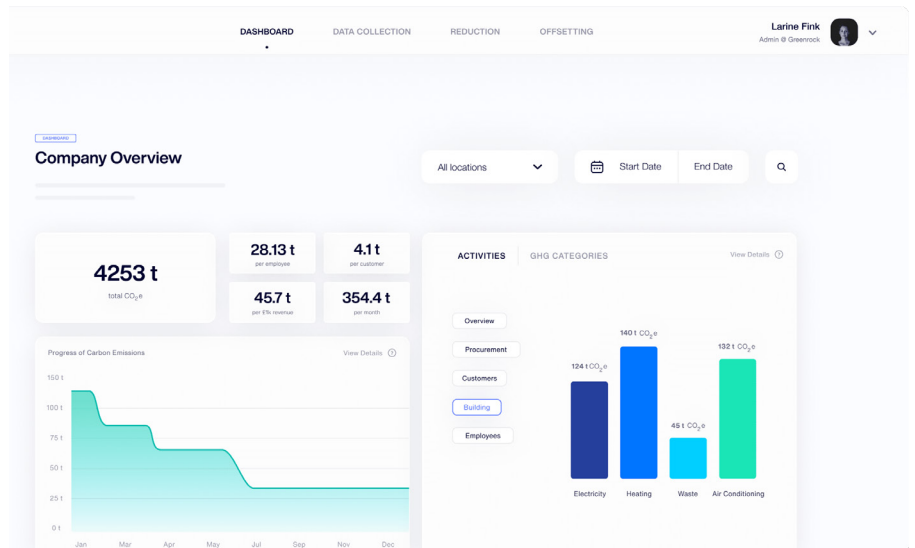 DASHBOARD DATA COLLECTION REDUCTION OFFSETTING
Larine Fink
Admin @ Greenrock
DASHBOARD
Company Overview
All locations
Start Date End Date
4253 t
total CO₂e
28.13 t
per employee
4.1 t
per customer
45.7 t
per £1k revenue
354.4 t
per month
Progress of Carbon Emissions View Details
150 t
100 t
75 t
50 t
25 t
0 t
Jan Mar Apr May Jul Sep Nov Dec
ACTIVITIES GHG CATEGORIES View Details
Overview
Procurement
Customers
Building
Employees
124 t CO₂e
140 t CO₂e
45 t CO₂e
132 t CO₂e
Electricity Heating Waste Air Conditioning